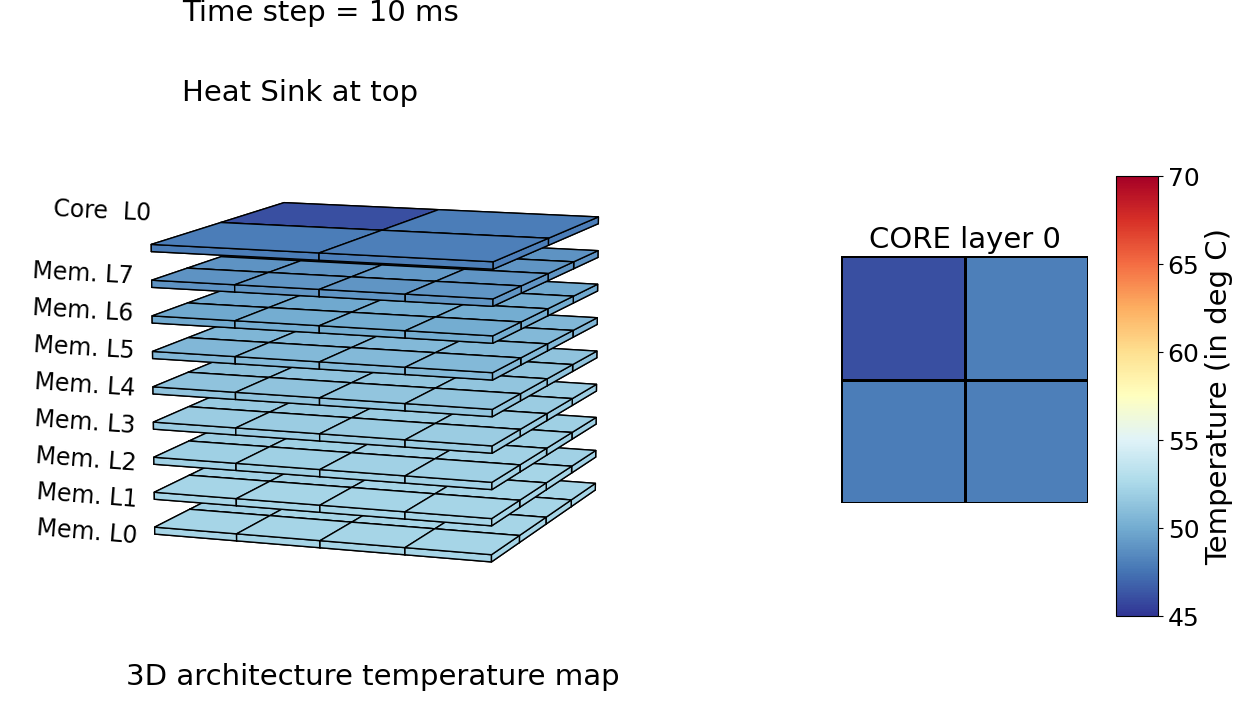 Time step = 10 ms
Heat Sink at top
Core  L0
Mem. L7
Mem. L6
Mem. L5
Mem. L4
Mem. L3
Mem. L2
Mem. L1
Mem. L0
3D architecture temperature map
CORE layer 0
70
65
60
55
50
45
Temperature (in deg C)